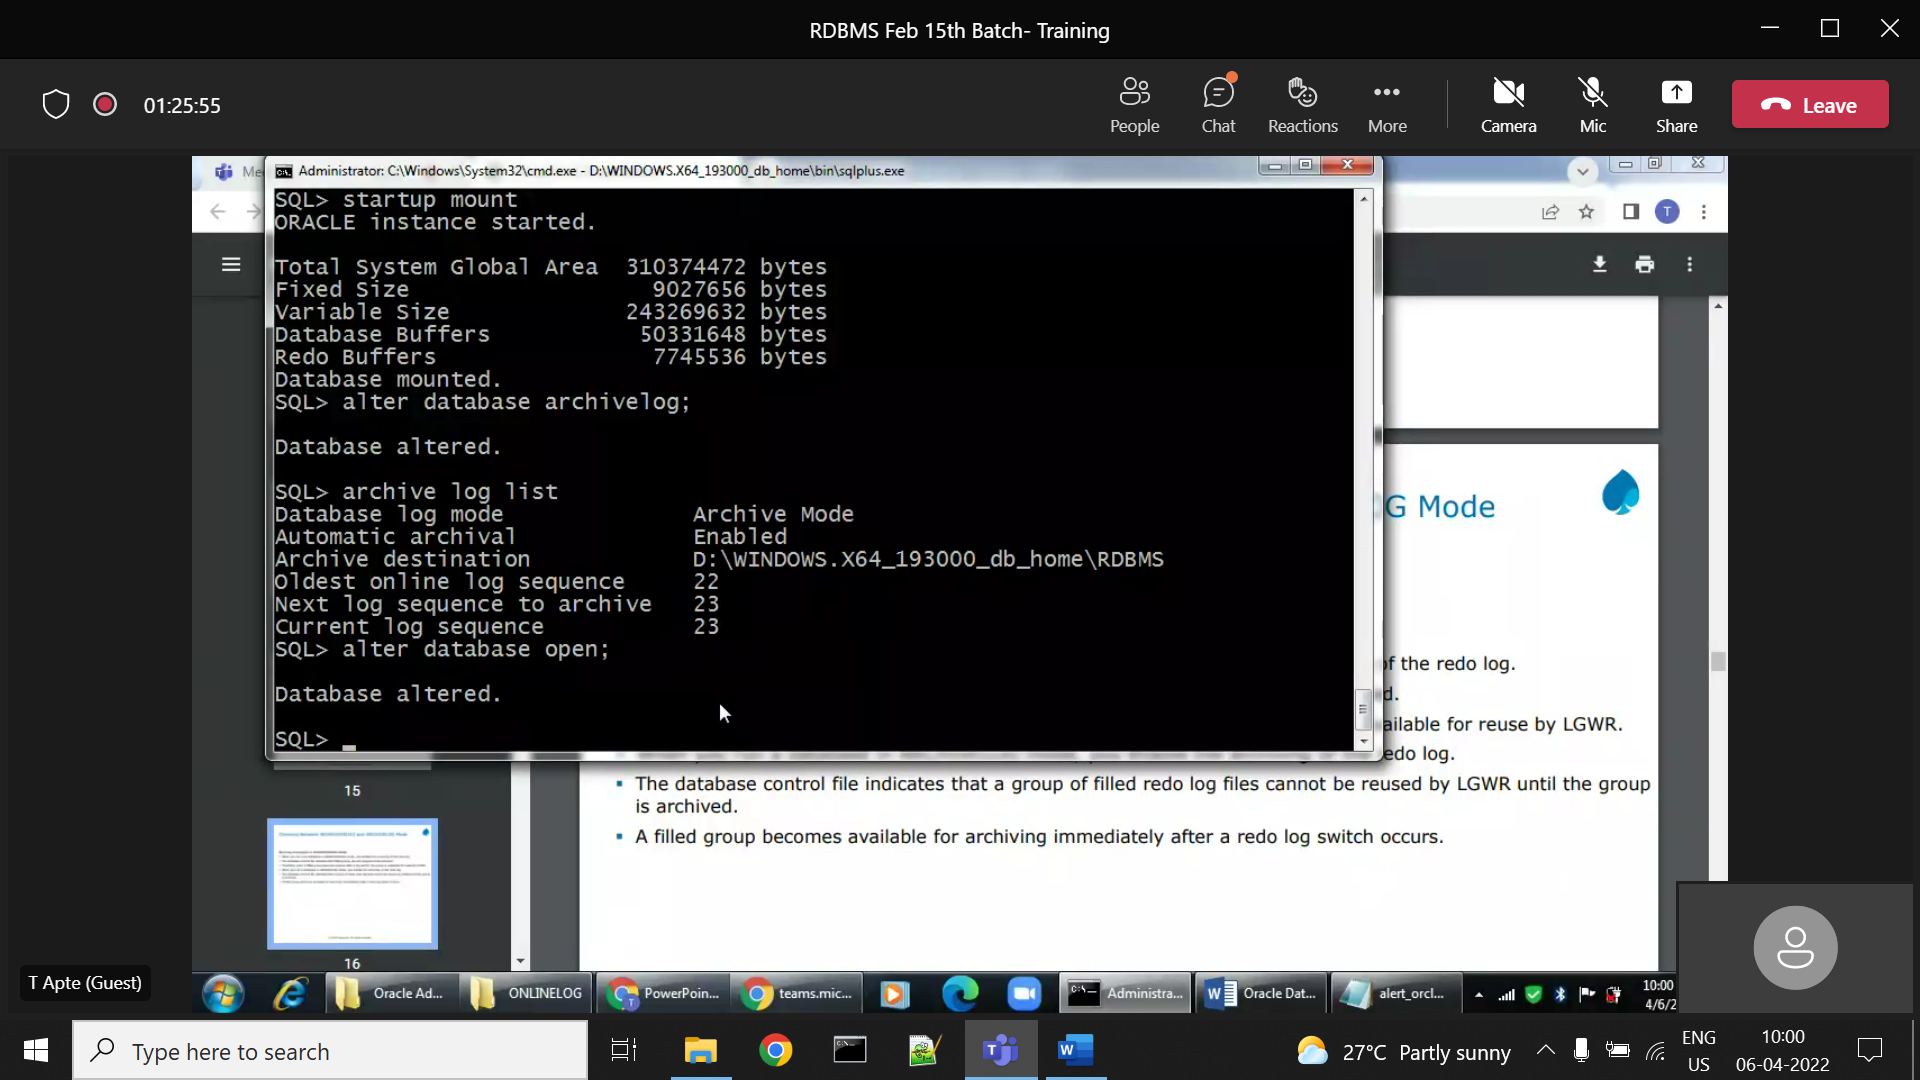 RDBMS Feb 15th Batch- Training
01:25:55
People
Chat
Reactions
More
Camera
Mic
Share
Leave
Administrator: C:\Windows\System32\cmd.exe - D:\WINDOWS.X64_193000_db_home\bin\sqlplus.exe
SQL> startup mount
ORACLE instance started.
Total System Global Area 310374472 bytes
Fixed Size 9027656 bytes
Variable Size 243269632 bytes
Database Buffers 50331648 bytes
Redo Buffers 7745536 bytes
Database mounted.
SQL> alter database archivelog;
Database altered.
SQL> archive log list
Database log mode Archive Mode
Automatic archival Enabled
Archive destination D:\WINDOWS.X64_193000_db_home\RDBMS
Oldest online log sequence 22
Next log sequence to archive 23
Current log sequence 23
SQL> alter database open;
Database altered.
SQL>
T
G Mode
of the redo log.
d.
ailable for reuse by LGWR.
edo log.
The database control file indicates that a group of filled redo log files cannot be reused by LGWR until the group
is archived.
A filled group becomes available for archiving immediately after a redo log switch occurs.
15
16
T Apte (Guest)
Oracle Ad...
ONLINELOG
PowerPoin...
teams.mic...
Administra...
Oracle Dat...
alert_orcl...
10:00
4/6/2
Type here to search
27°C Partly sunny
ENG
US
10:00
06-04-2022